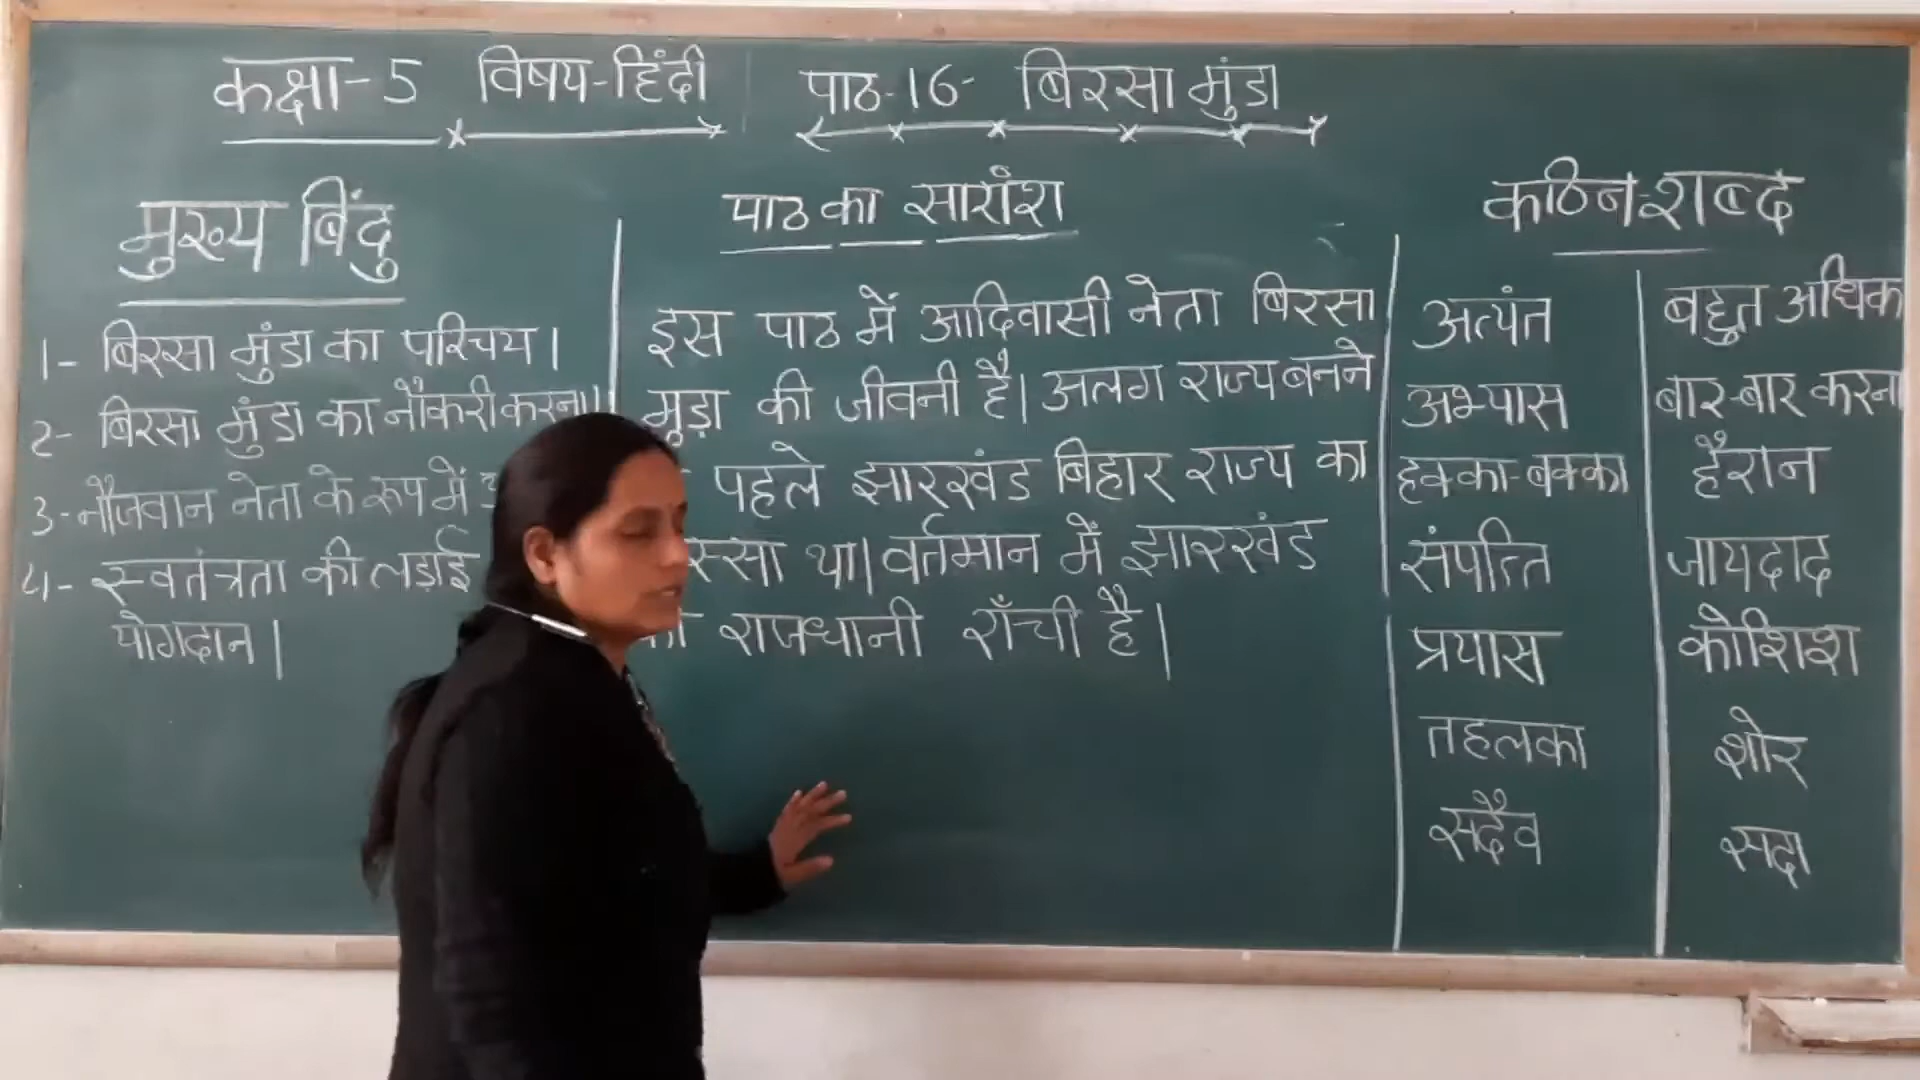 कक्षा-5 विषय-हिंदी पाठ-16- बिरसा मुंडा
मुख्य बिंदु
1- बिरसा मुंडा का परिचय।
2- बिरसा मुंडा का नौकरी करना।
3-नौजवान नेता के रूप में
4- स्वतंत्रता की लड़ाई
योगदान।
पाठ का सारांश
इस पाठ में आदिवासी नेता बिरसा
मुड़ा की जीवनी है। अलग राज्य बनने
पहले झारखंड बिहार राज्य का
था। वर्तमान में झारखंड
राजधानी राँची है।
कठिन-शब्द
अत्यंत बहुत अधिक
अभ्यास बार-बार करना
हक्का-बक्का हैरान
संपत्ति जायदाद
प्रयास कोशिश
तहलका शोर
सदैव सदा